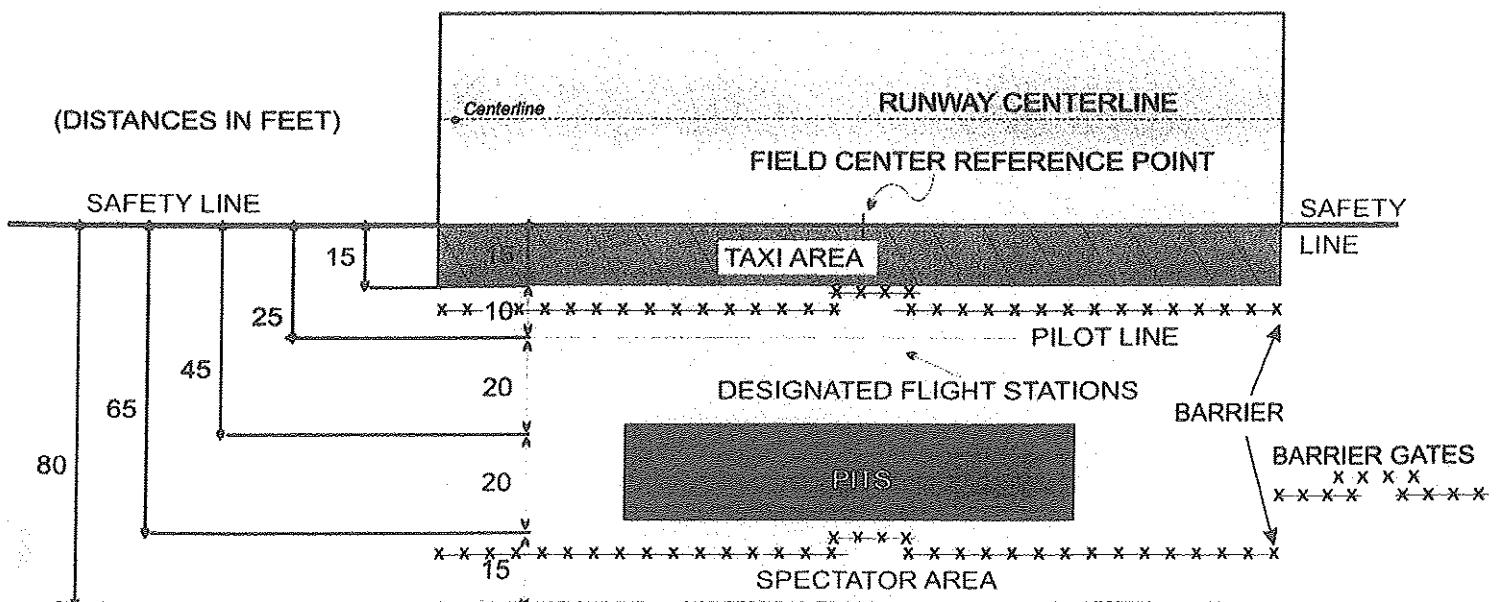 Centerline
RUNWAY CENTERLINE
(DISTANCES IN FEET)
FIELD CENTER REFERENCE POINT
SAFETY LINE
SAFETY
LINE
15
15
TAXI AREA
10
25
PILOT LINE
45
20
DESIGNATED FLIGHT STATIONS
65
BARRIER
80
20
PITS
BARRIER GATES
15
SPECTATOR AREA